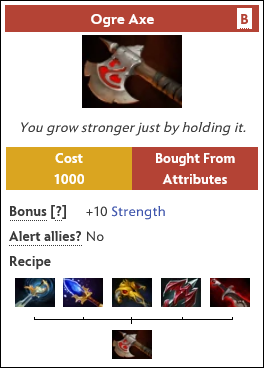 Ogre Axe B
You grow stronger just by holding it.
Cost Bought From
1000 Attributes
Bonus [?] +10 Strength
Alert allies? No
Recipe